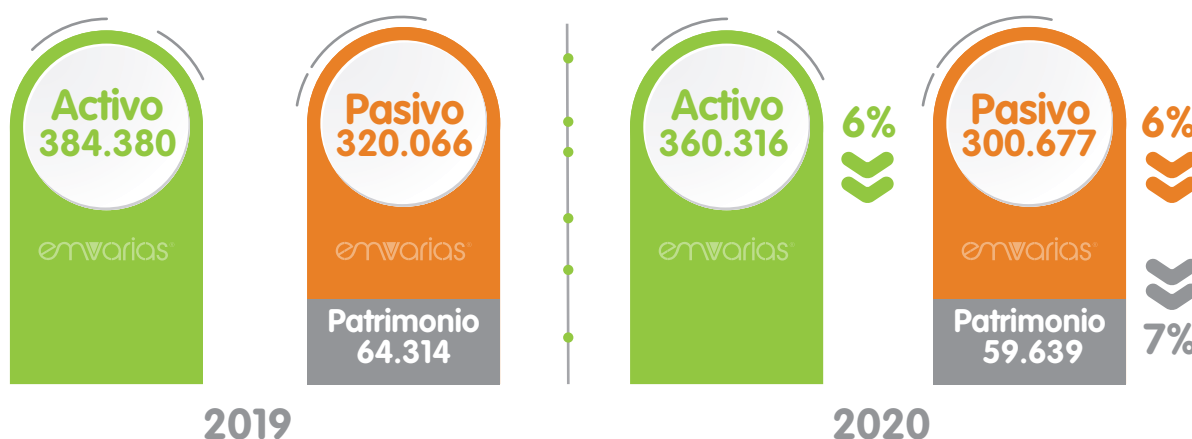 Activo
384.380
emvarias®
Pasivo
320.066
emvarias®
Patrimonio
64.314
2019
Activo
360.316
6%
emvarias®
Pasivo
300.677
6%
emvarias®
Patrimonio
59.639
7%
2020